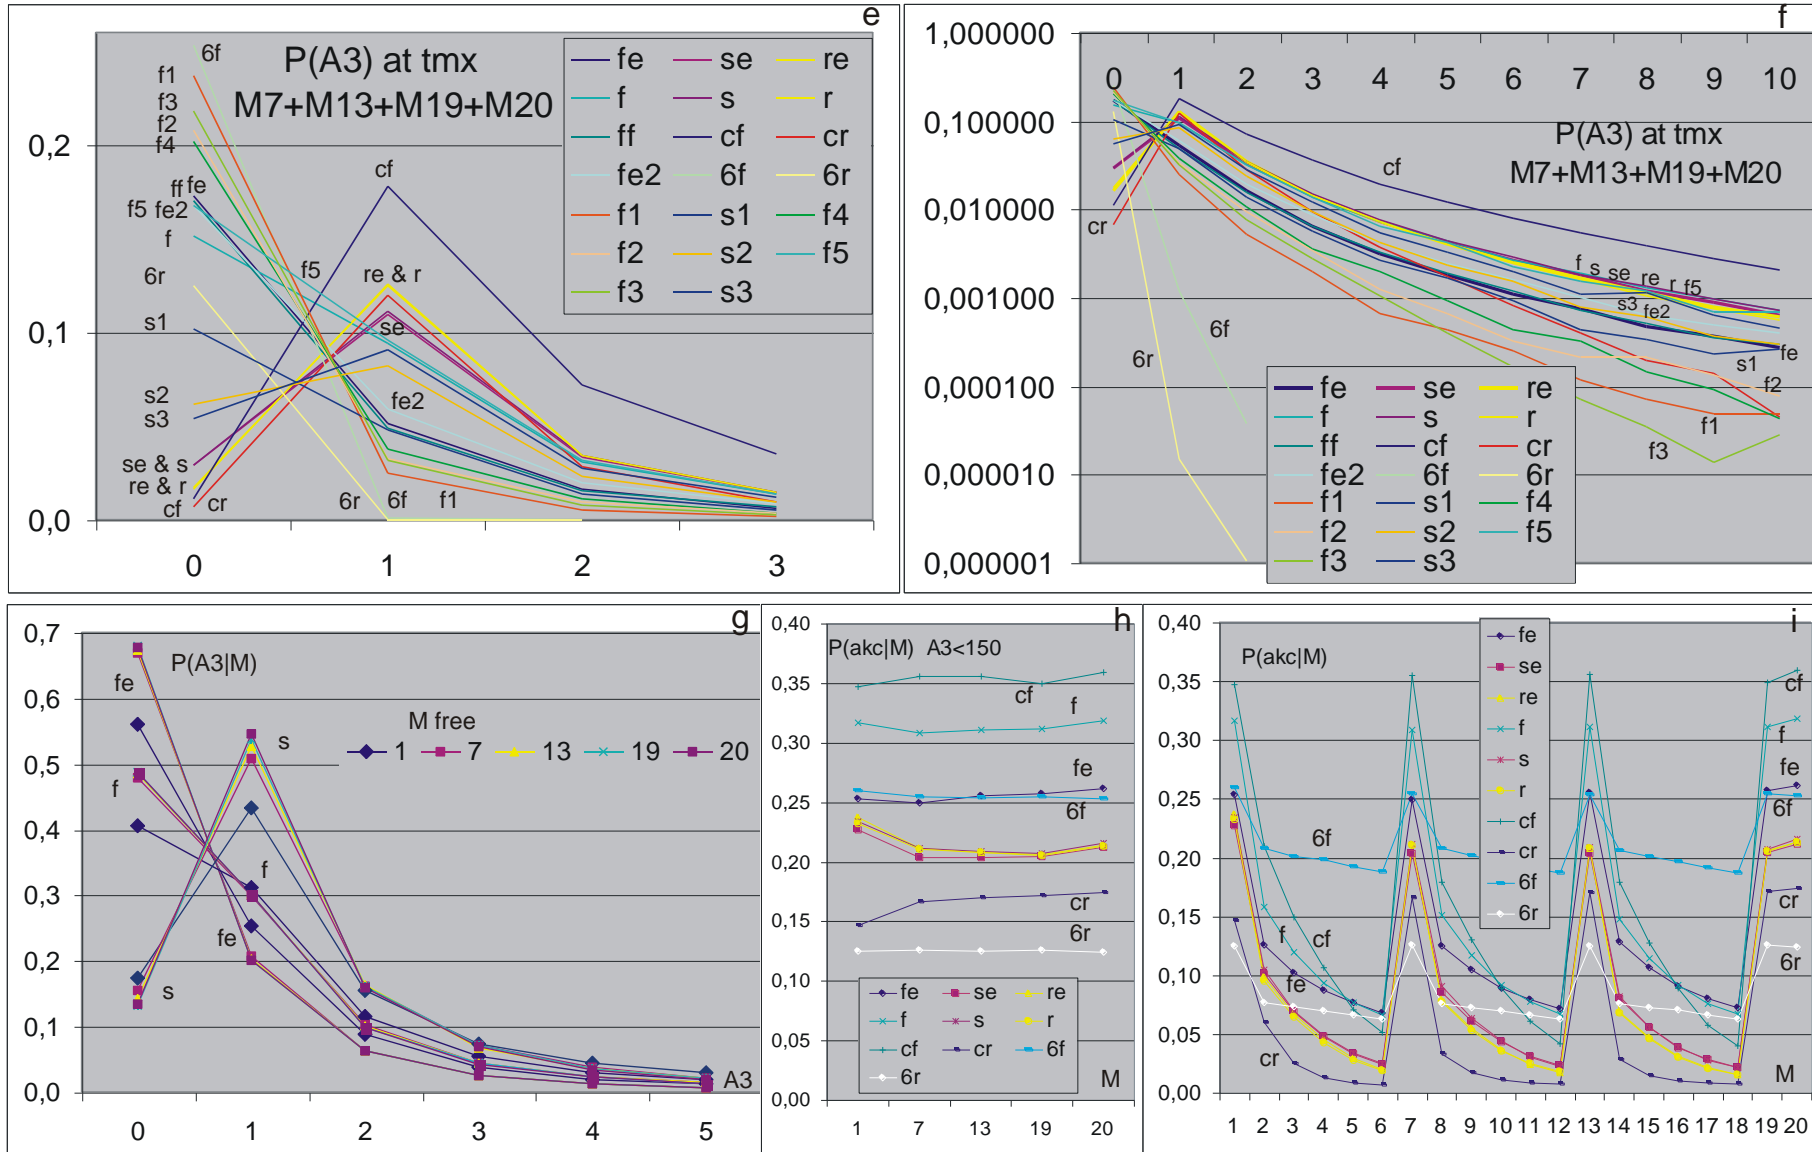 e
P(A3) at tmx
M7+M13+M19+M20
fe se re
f s r
ff cf cr
fe2 6f 6r
f1 s1 f4
f2 s2 f5
f3 s3
0,2
0,1
0,0
6f
f1
f3
f2
f4
ff fe
f5 fe2
f
6r
s1
s2
s3
se & s
re & r
cf cr
cf
f5
re & r
se
fe2
6r 6f f1
0 1 2 3
f
1,000000
0,100000
0,010000
0,001000
0,000100
0,000010
0,000001
0 1 2 3 4 5 6 7 8 9 10
P(A3) at tmx
M7+M13+M19+M20
cf
cr
6f
6r
f s se re r f5
s3 fe2
fe
s1
f2
f1
f3
fe se re
f s r
ff cf cr
fe2 6f 6r
f1 s1 f4
f2 s2 f5
f3 s3
g
0,7
0,6
0,5
0,4
0,3
0,2
0,1
0,0
P(A3|M)
fe
M free
1 7 13 19 20
s
f
f
fe
s
A3
0 1 2 3 4 5
h
0,40
0,35
0,30
0,25
0,20
0,15
0,10
0,05
0,00
P(akc|M) A3<150
cf
f
fe
6f
cr
6r
fe se re
f s r
cf cr 6f
6r
M
1 7 13 19 20
i
0,40
0,35
0,30
0,25
0,20
0,15
0,10
0,05
0,00
P(akc|M)
fe
se
re
f
s
r
cf
cr
6f
6r
cf
f
fe
6f
cr
6r
6f
f cf
fe
cr
M
1 2 3 4 5 6 7 8 9 10 11 12 13 14 15 16 17 18 19 20